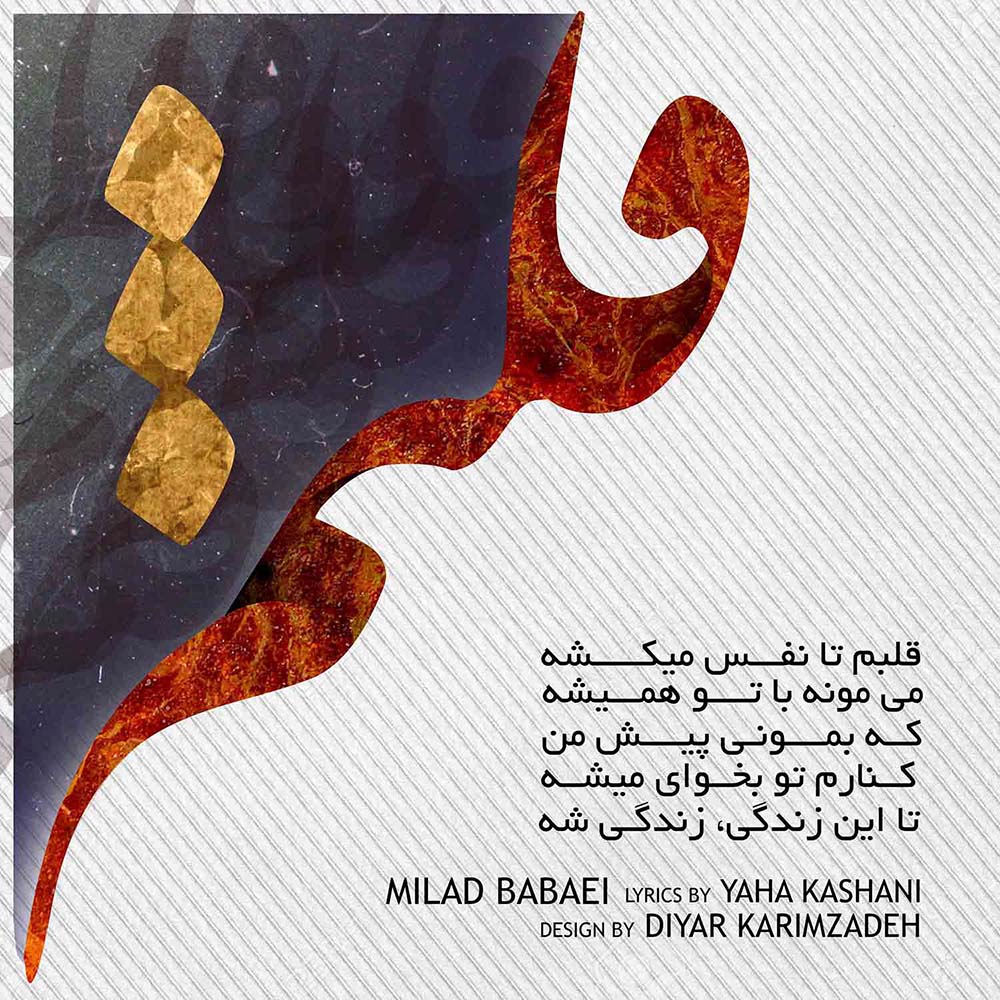 قلبم
قلبم تا نفس میکشه
می مونه با تو همیشه
که بمونی پیش من
کنارم تو بخوای میشه
تا این زندگی، زندگی شه
MILAD BABAEI LYRICS BY YAHA KASHANI
DESIGN BY DIYAR KARIMZADEH